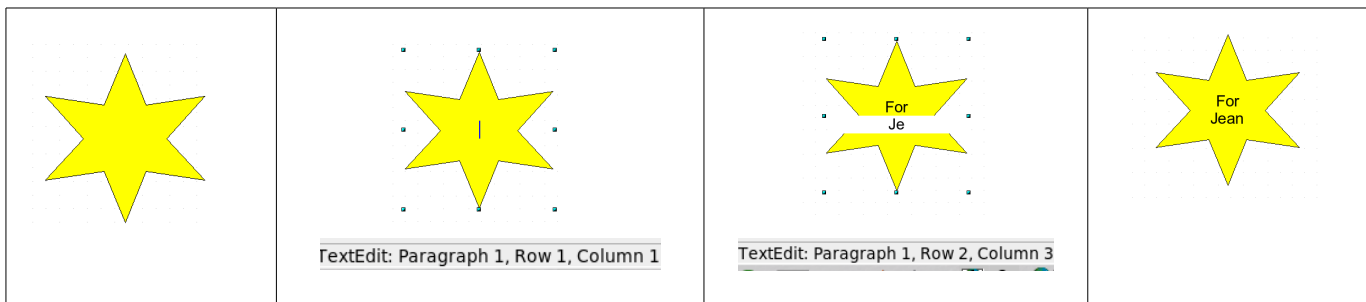 TextEdit: Paragraph 1, Row 1, Column 1
For
Je
TextEdit: Paragraph 1, Row 2, Column 3
For
Jean